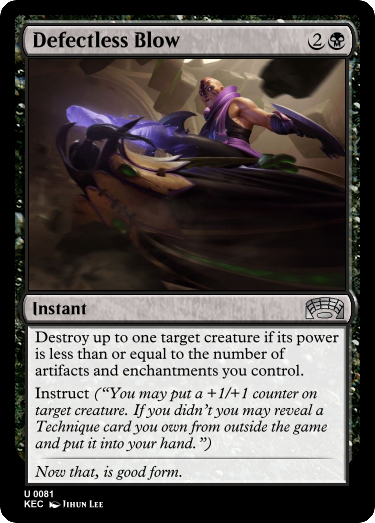 Defectless Blow 2
Instant
Destroy up to one target creature if its power
is less than or equal to the number of
artifacts and enchantments you control.
Instruct (“You may put a +1/+1 counter on
target creature. If you didn’t you may reveal a
Technique card you own from outside the game
and put it into your hand.”)
Now that, is good form.
U 0081
KEC Jihun Lee